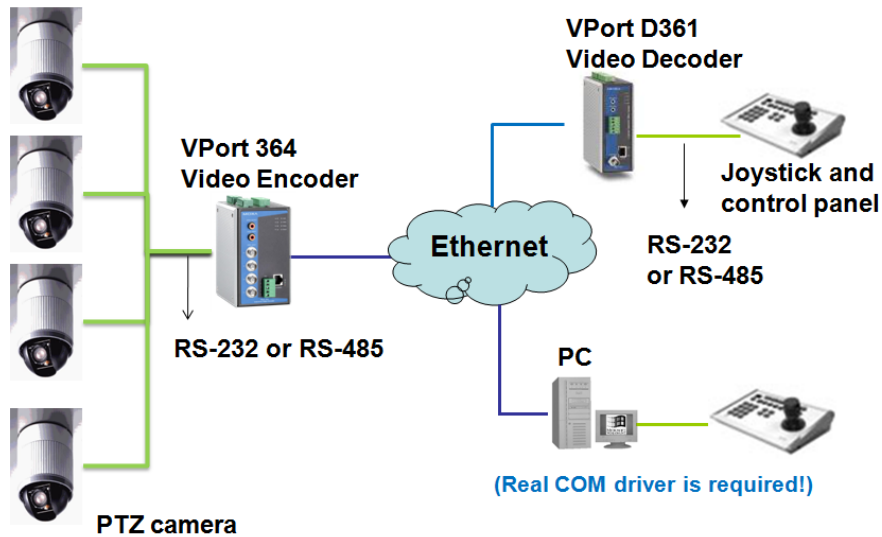 VPort D361
Video Decoder
VPort 364
Video Encoder
Joystick and
control panel
Ethernet
RS-232
or RS-485
RS-232 or RS-485
PC
(Real COM driver is required!)
PTZ camera